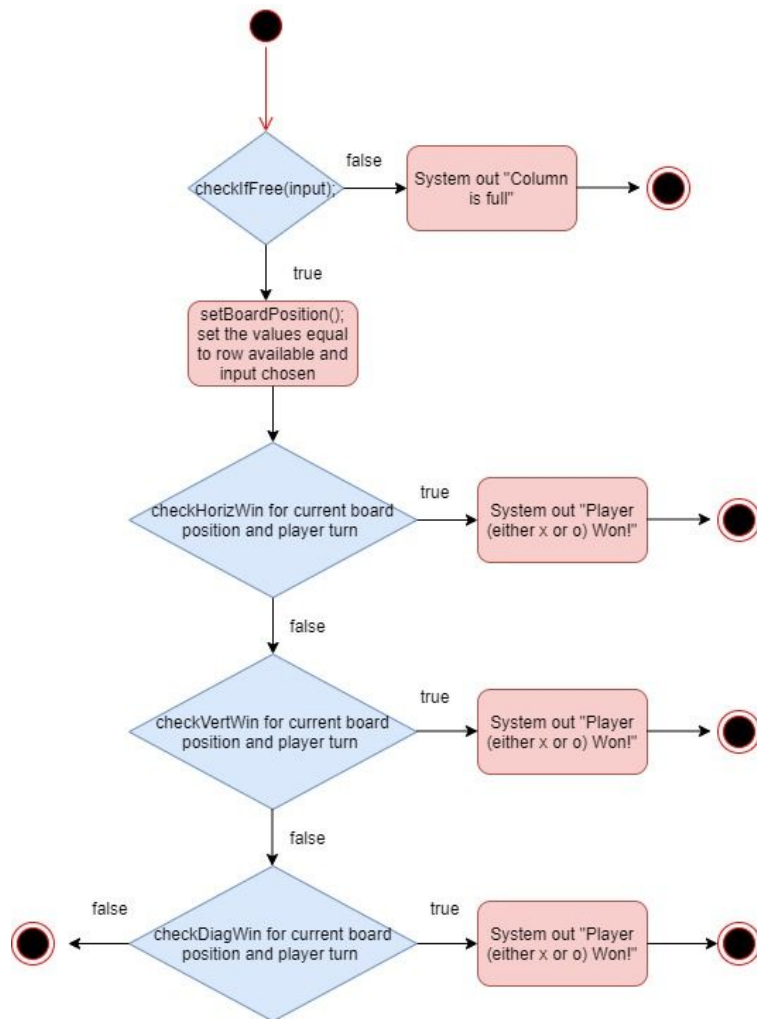 false
checkIfFree(input);
System out "Column
is full"
true
setBoardPosition();
set the values equal
to row available and
input chosen
checkHorizWin for current board
position and player turn
true
System out "Player
(either x or o) Won!"
false
checkVertWin for current board
position and player turn
true
System out "Player
(either x or o) Won!"
false
false
checkDiagWin for current board
position and player turn
true
System out "Player
(either x or o) Won!"